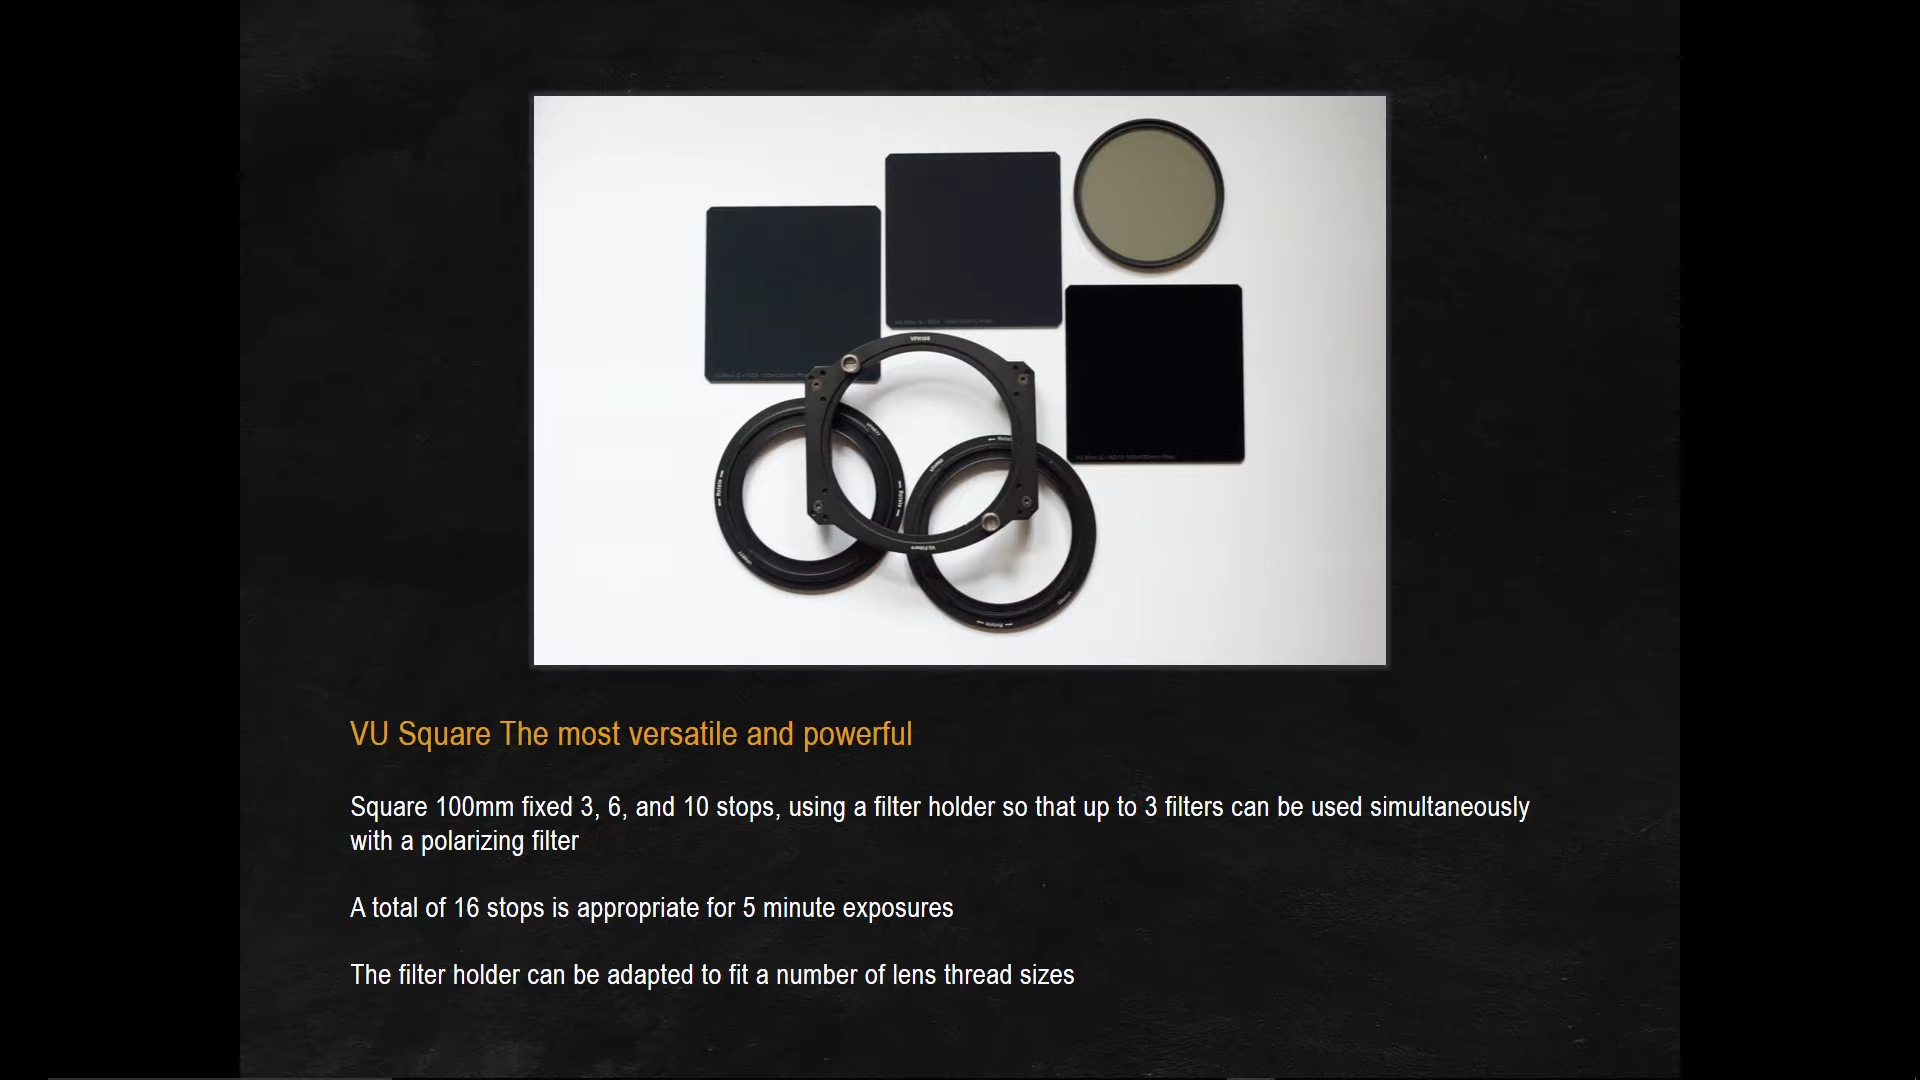 VU Square The most versatile and powerful
Square 100mm fixed 3, 6, and 10 stops, using a filter holder so that up to 3 filters can be used simultaneously
with a polarizing filter
A total of 16 stops is appropriate for 5 minute exposures
The filter holder can be adapted to fit a number of lens thread sizes